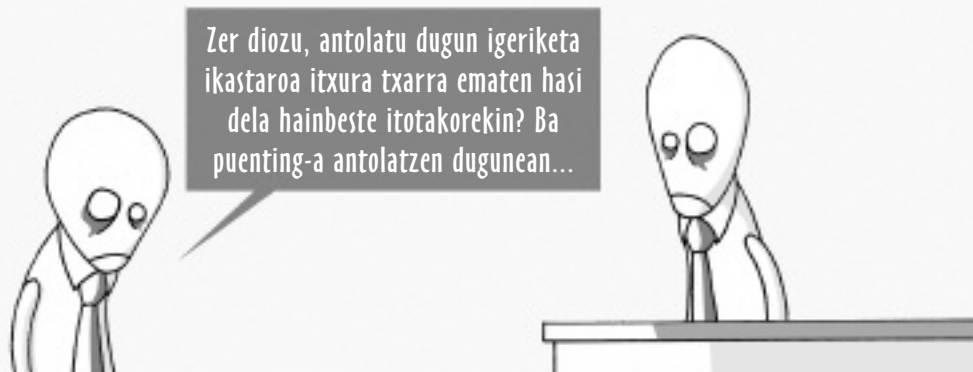 Zer diozu, antolatu dugun igeriketa
ikastaroa itxura txarra ematen hasi
dela hainbeste itotakorekin? Ba
puenting-a antolatzen dugunean...